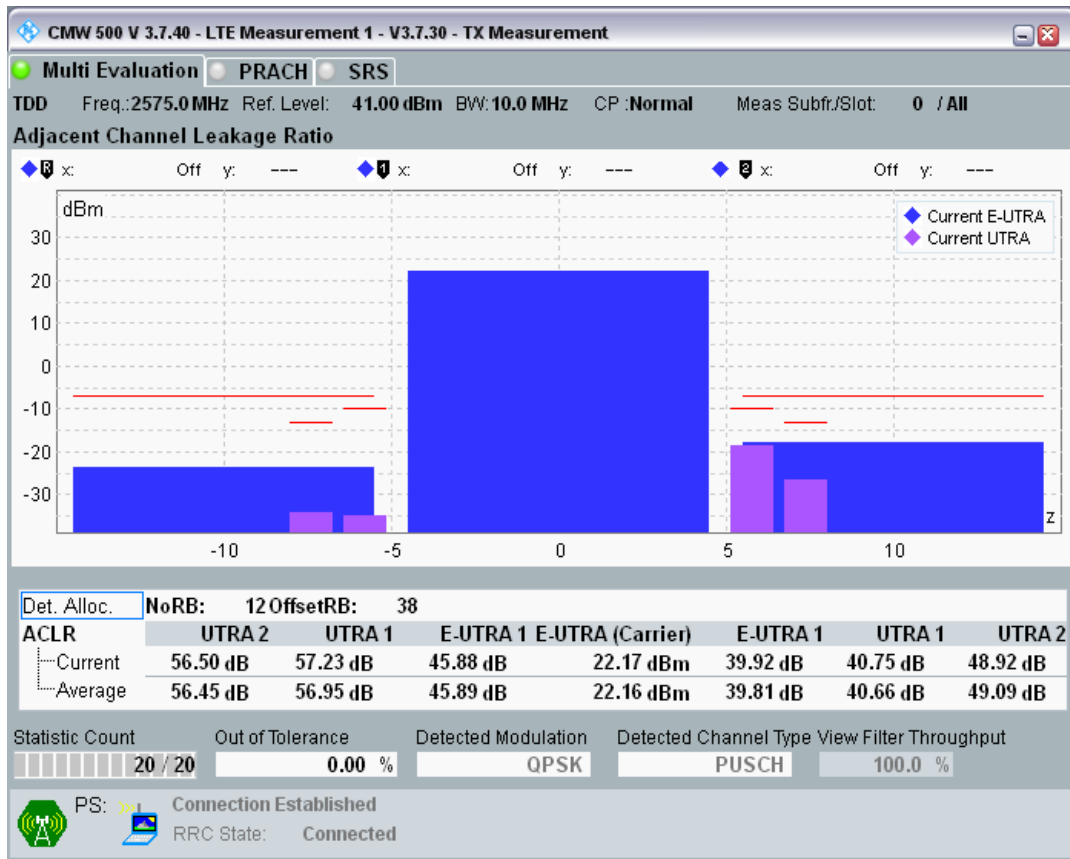 CMW 500 V 3.7.40 - LTE Measurement 1 - V3.7.30 - TX Measurement
Multi Evaluation PRACH SRS
TDD Freq.:2575.0 MHz Ref. Level: 41.00 dBm BW:10.0 MHz CP :Normal Meas Subfr./Slot: 0 / All
Adjacent Channel Leakage Ratio
R x: Off y: --- 1 x: Off y: --- 2 x: Off y: ---
dBm
Current E-UTRA
Current UTRA
30
20
10
0
-10
-20
-30
z
-10 -5 0 5 10
Det. Alloc. NoRB: 12 OffsetRB: 38
ACLR UTRA 2 UTRA 1 E-UTRA 1 E-UTRA (Carrier) E-UTRA 1 UTRA 1 UTRA 2
Current 56.50 dB 57.23 dB 45.88 dB 22.17 dBm 39.92 dB 40.75 dB 48.92 dB
Average 56.45 dB 56.95 dB 45.89 dB 22.16 dBm 39.81 dB 40.66 dB 49.09 dB
Statistic Count Out of Tolerance Detected Modulation Detected Channel Type View Filter Throughput
20 / 20 0.00 % QPSK PUSCH 100.0 %
PS: Connection Established
RRC State: Connected